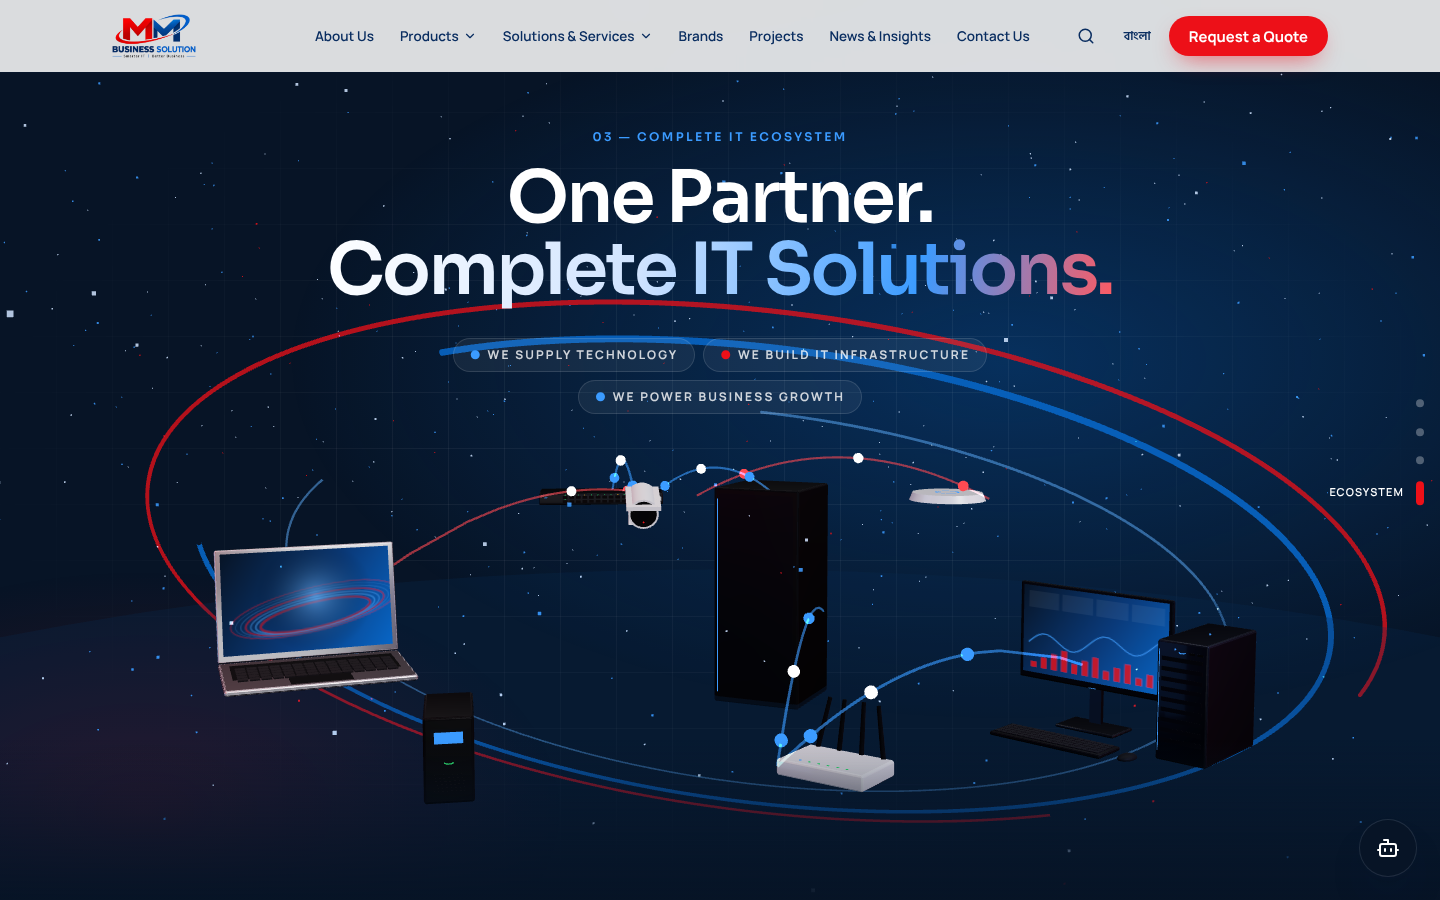 MM
BUSINESS SOLUTION
About Us
Products
Solutions & Services
Brands
Projects
News & Insights
Contact Us
বাংলা
Request a Quote
03 — COMPLETE IT ECOSYSTEM
One Partner.
Complete IT Solutions.
WE SUPPLY TECHNOLOGY
WE BUILD IT INFRASTRUCTURE
WE POWER BUSINESS GROWTH
ECOSYSTEM